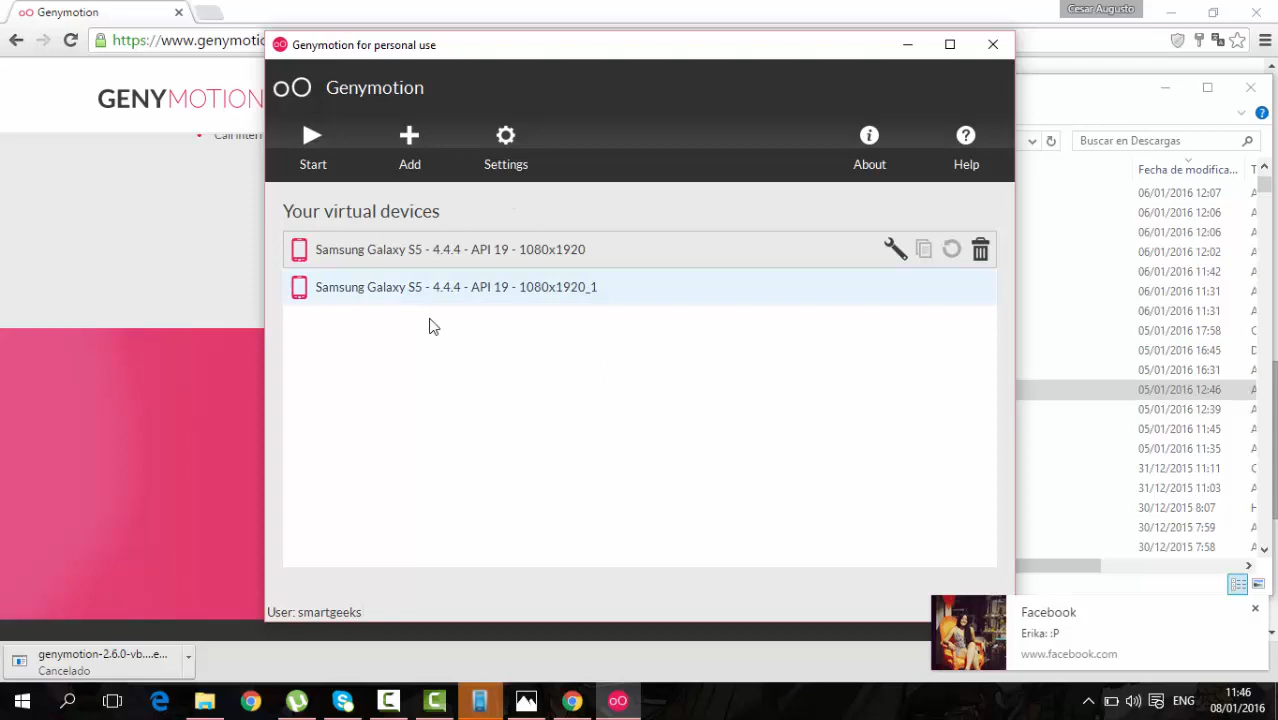 Genymotion
Cesar Augusto
https://www.genymotio
Genymotion for personal use
GENYMOTION
Call intern
oO Genymotion
Start
Add
Settings
About
Help
Your virtual devices
Samsung Galaxy S5 - 4.4.4 - API 19 - 1080x1920
Samsung Galaxy S5 - 4.4.4 - API 19 - 1080x1920_1
User: smartgeeks
Buscar en Descargas
Fecha de modifica... T
06/01/2016 12:07 A
06/01/2016 12:06 A
06/01/2016 12:06 A
06/01/2016 12:02 A
06/01/2016 11:42 A
06/01/2016 11:31 A
06/01/2016 11:31 A
05/01/2016 17:58 C
05/01/2016 16:45 D
05/01/2016 16:31 A
05/01/2016 12:46 A
05/01/2016 12:39 A
05/01/2016 11:45 A
05/01/2016 11:35 A
31/12/2015 11:11 C
31/12/2015 11:03 A
30/12/2015 8:07 H
30/12/2015 7:59 A
30/12/2015 7:58 A
Facebook
Erika: :P
www.facebook.com
genymotion-2.6.0-vb....e...
Cancelado
ENG
11:46
08/01/2016